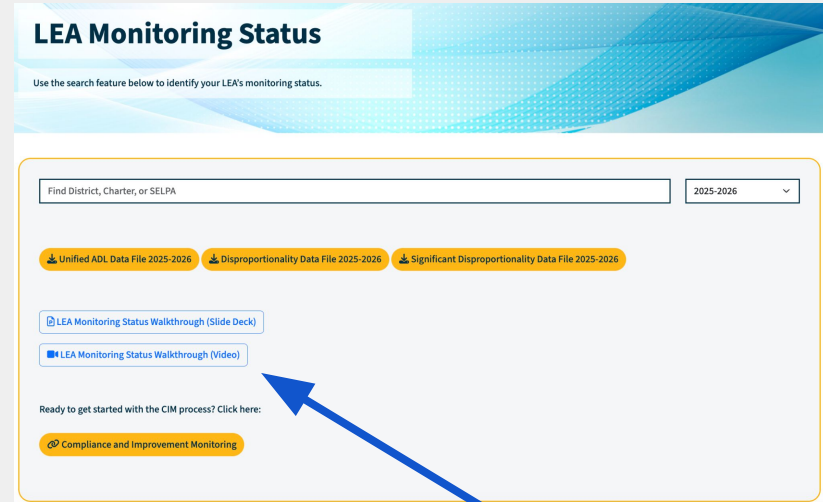 LEA Monitoring Status
Use the search feature below to identify your LEA's monitoring status.
Find District, Charter, or SELPA
2025-2026
Unified ADL Data File 2025-2026
Disproportionality Data File 2025-2026
Significant Disproportionality Data File 2025-2026
LEA Monitoring Status Walkthrough (Slide Deck)
LEA Monitoring Status Walkthrough (Video)
Ready to get started with the CIM process? Click here:
Compliance and Improvement Monitoring